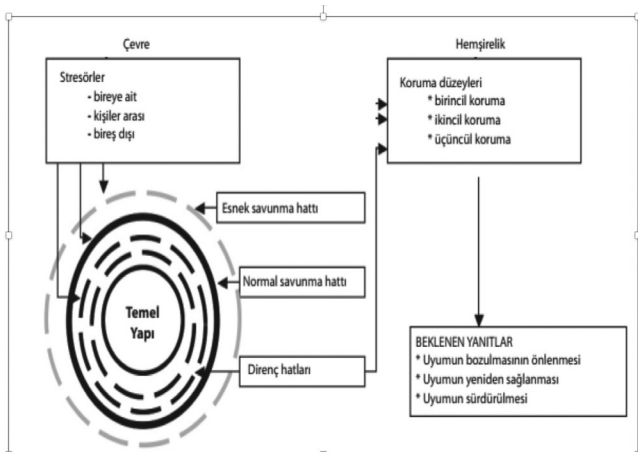 Çevre
Stresörler
- bireye ait
- kişiler arası
- bireş dışı
Hemşirelik
Koruma düzeyleri
* birincil koruma
* ikincil koruma
* üçüncül koruma
Esnek savunma hattı
Normal savunma hattı
Temel
Yapı
Direnç hatları
BEKLENEN YANITLAR
* Uyumun bozulmasının önlenmesi
* Uyumun yeniden sağlanması
* Uyumun sürdürülmesi